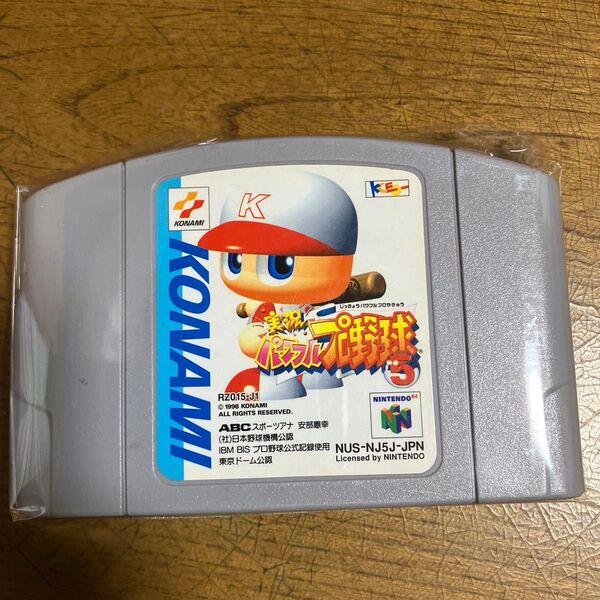 KONAMI
KONAMI
K
じっきょうパワフルプロやきゅう
実況
パワフル
プロ野球
5
RZ015-J1
© 1998 KONAMI
ALL RIGHTS RESERVED.
ABCスポーツアナ 安部憲幸
(社)日本野球機構公認
IBM BIS プロ野球公式記録使用
東京ドーム公認
NINTENDO 64
N
NUS-NJ5J-JPN
Licensed by NINTENDO